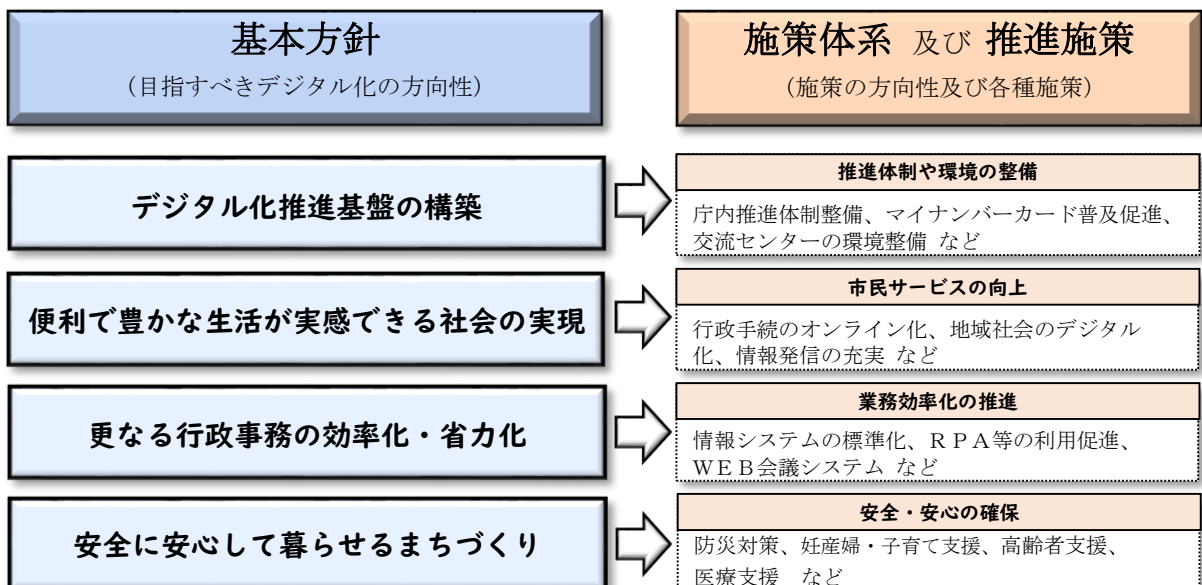 基本方針
(目指すべきデジタル化の方向性)
施策体系 及び 推進施策
(施策の方向性及び各種施策)
デジタル化推進基盤の構築
推進体制や環境の整備
庁内推進体制整備、マイナンバーカード普及促進、
交流センターの環境整備 など
便利で豊かな生活が実感できる社会の実現
市民サービスの向上
行政手続のオンライン化、地域社会のデジタル
化、情報発信の充実 など
更なる行政事務の効率化・省力化
業務効率化の推進
情報システムの標準化、RPA等の利用促進、
WEB会議システム など
安全に安心して暮らせるまちづくり
安全・安心の確保
防災対策、妊産婦・子育て支援、高齢者支援、
医療支援 など